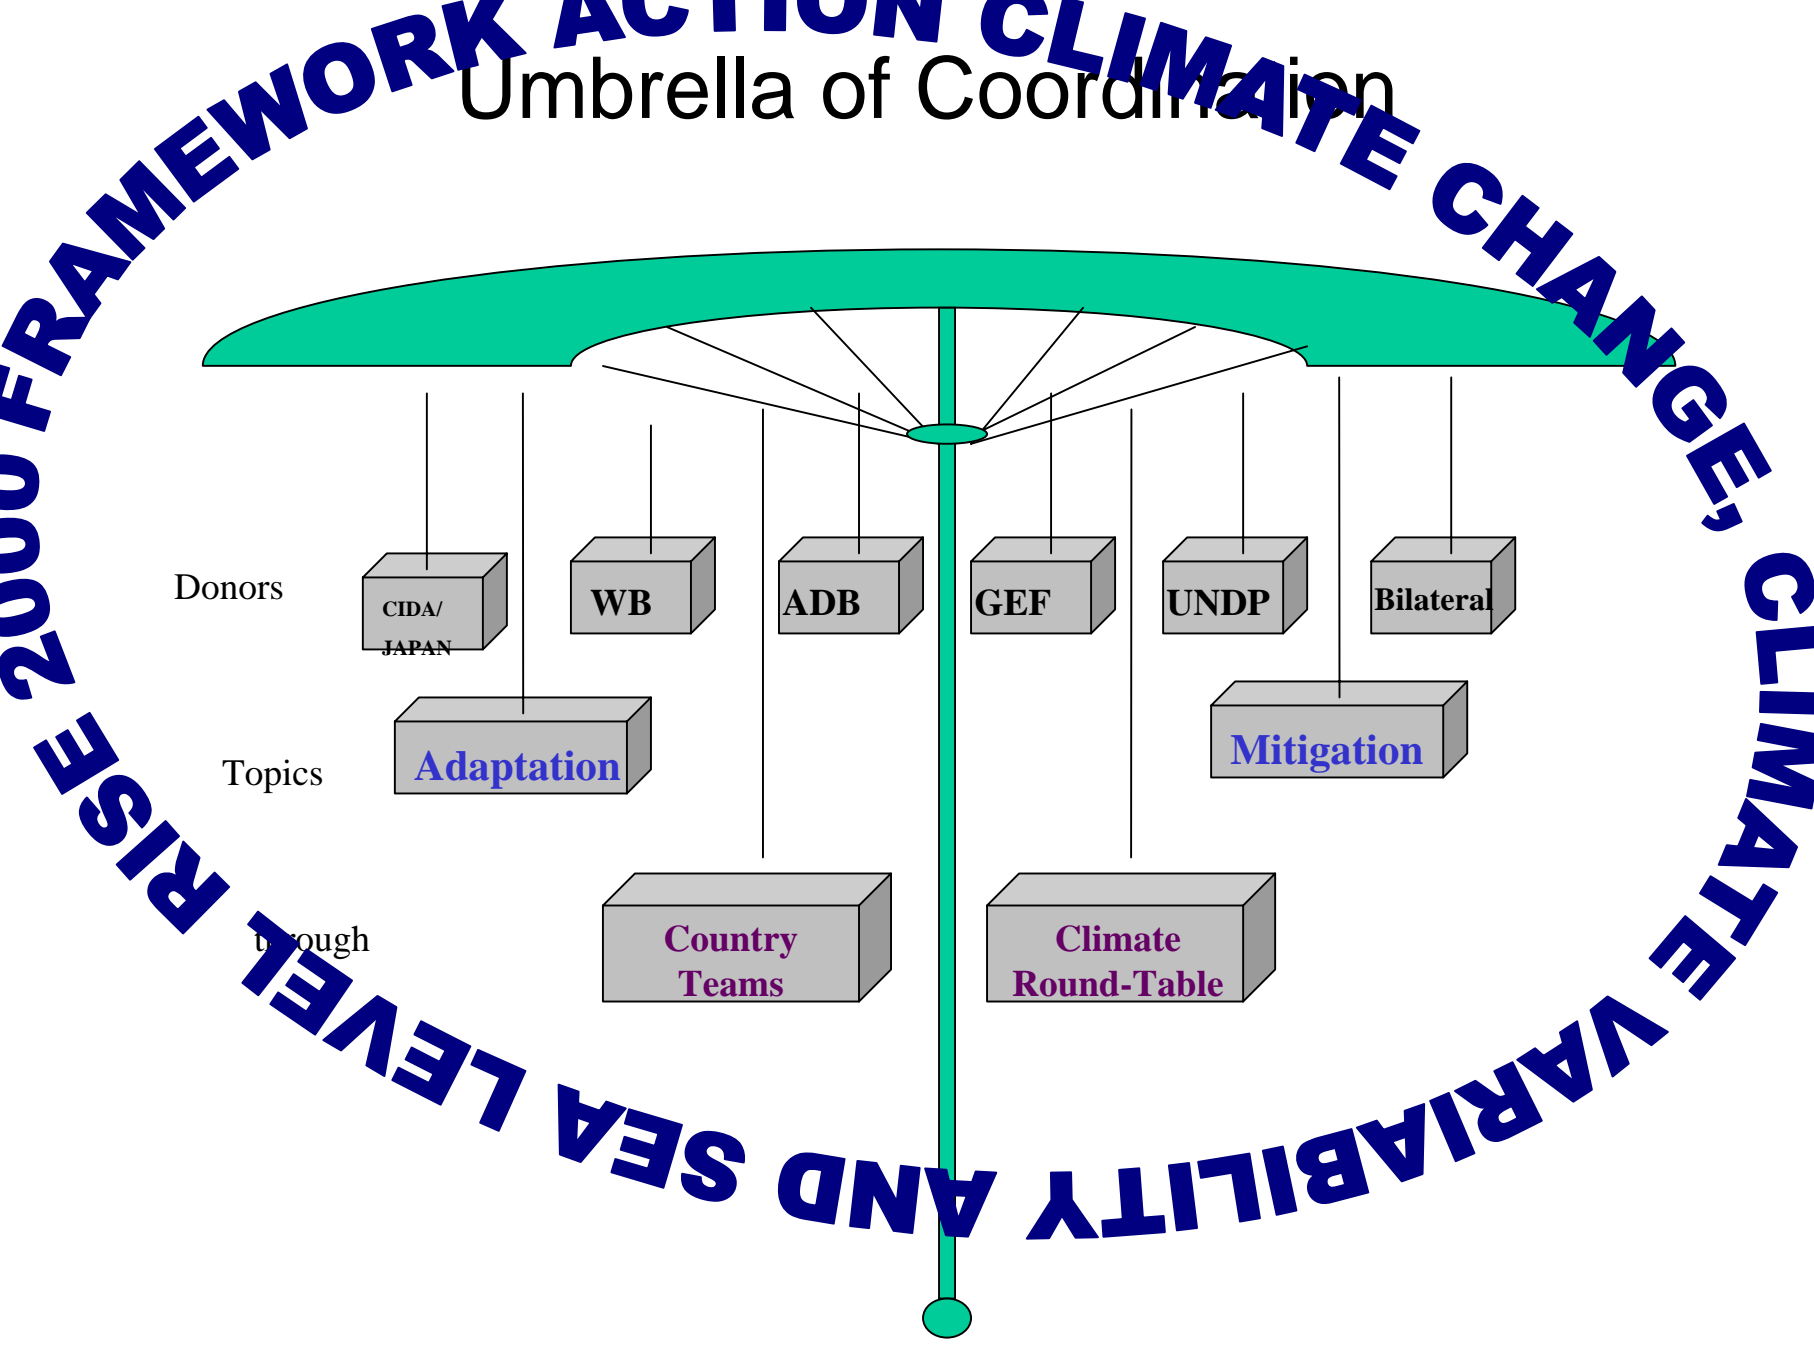 Umbrella of Coordination
2000 FRAMEWORK ACTION CLIMATE CHANGE, CLIMATE VARIABILITY AND SEA LEVEL RISE
Donors
CIDA/
JAPAN
WB
ADB
GEF
UNDP
Bilateral
Topics
Adaptation
Mitigation
through
Country
Teams
Climate
Round-Table